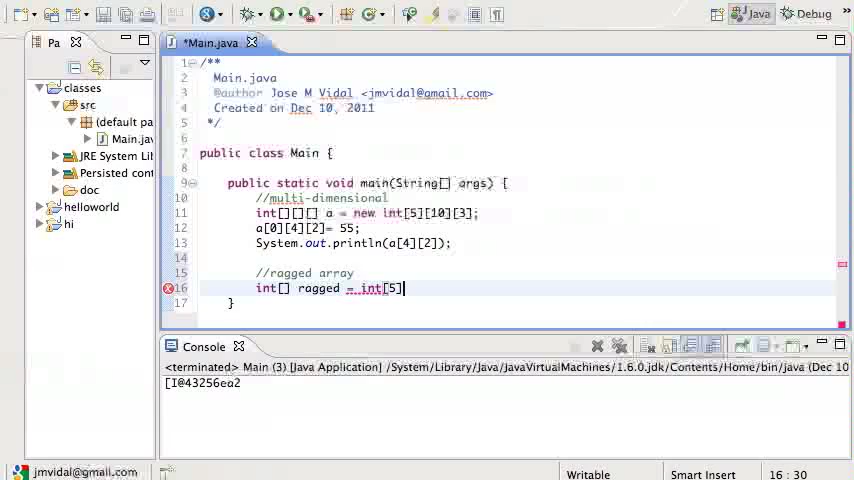 Java
Debug
Pa
*Main.java
classes
src
(default pa
Main.jav
JRE System Lib
Persisted cont
doc
helloworld
hi
1 /**
2 Main.java
3 @author Jose M Vidal <jmvidal@gmail.com>
4 Created on Dec 10, 2011
5 */
6
7 public class Main {
8
9 public static void main(String[] args) {
10 //multi-dimensional
11 int[][][] a = new int[5][10][3];
12 a[0][4][2]= 55;
13 System.out.println(a[4][2]);
14
15 //ragged array
16 int[] ragged = int[5]
17 }
Console
<terminated> Main (3) [Java Application] /System/Library/Java/JavaVirtualMachines/1.6.0.jdk/Contents/Home/bin/java (Dec 10
[I@43256ea2
jmvidal@gmail.com
Writable
Smart Insert
16 : 30